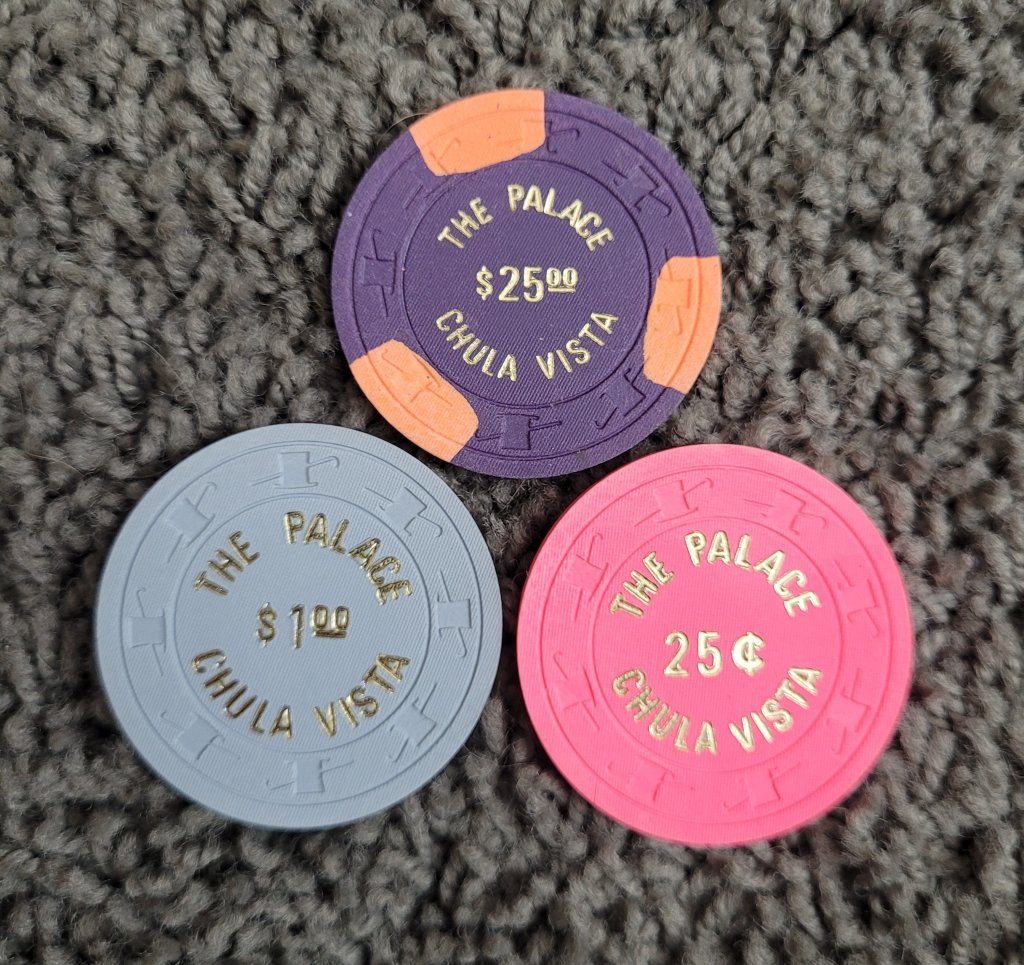 THE PALACE
$25.00
CHULA VISTA
THE PALACE
$1.00
CHULA VISTA
THE PALACE
25¢
CHULA VISTA